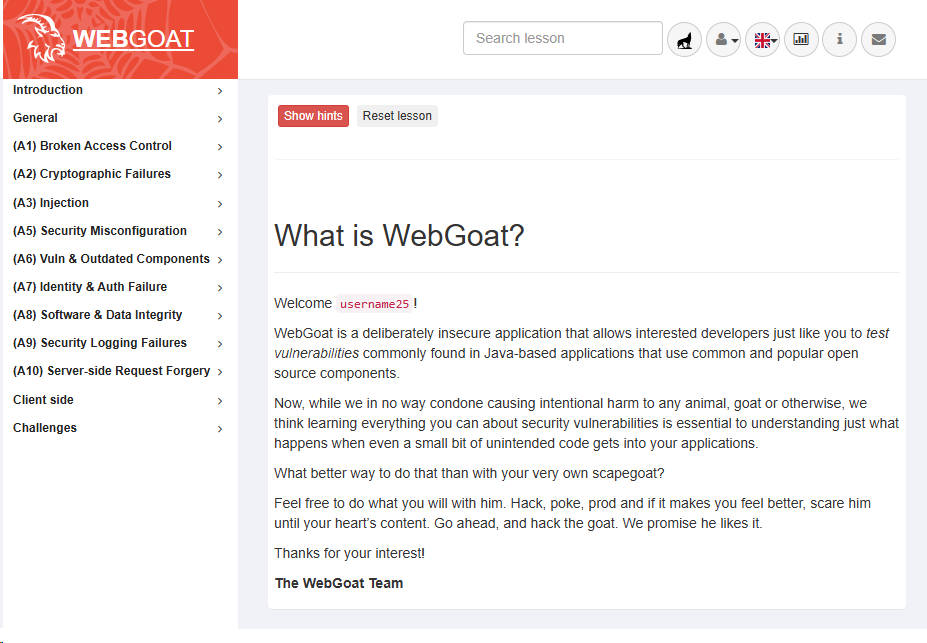 WEBGOAT
Search lesson
Introduction
General
(A1) Broken Access Control
(A2) Cryptographic Failures
(A3) Injection
(A5) Security Misconfiguration
(A6) Vuln & Outdated Components
(A7) Identity & Auth Failure
(A8) Software & Data Integrity
(A9) Security Logging Failures
(A10) Server-side Request Forgery
Client side
Challenges
Show hints Reset lesson
What is WebGoat?
Welcome username25!
WebGoat is a deliberately insecure application that allows interested developers just like you to test
vulnerabilities commonly found in Java-based applications that use common and popular open
source components.
Now, while we in no way condone causing intentional harm to any animal, goat or otherwise, we
think learning everything you can about security vulnerabilities is essential to understanding just what
happens when even a small bit of unintended code gets into your applications.
What better way to do that than with your very own scapegoat?
Feel free to do what you will with him. Hack, poke, prod and if it makes you feel better, scare him
until your heart’s content. Go ahead, and hack the goat. We promise he likes it.
Thanks for your interest!
The WebGoat Team